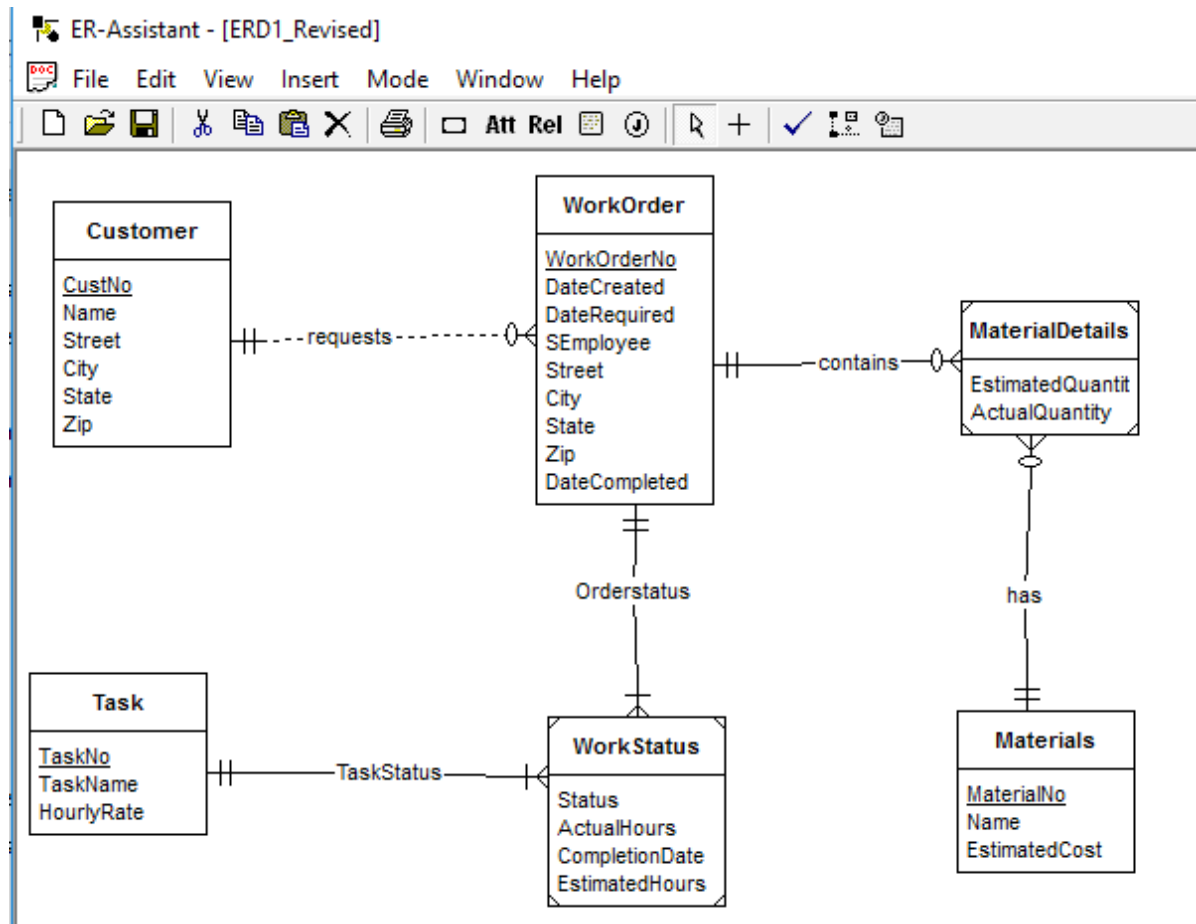 ER-Assistant - [ERD1_Revised]
DOC File Edit View Insert Mode Window Help
Att Rel J
Customer
CustNo
Name
Street
City
State
Zip
requests
WorkOrder
WorkOrderNo
DateCreated
DateRequired
SEmployee
Street
City
State
Zip
DateCompleted
contains
MaterialDetails
EstimatedQuantit
ActualQuantity
Orderstatus
has
Task
TaskNo
TaskName
HourlyRate
TaskStatus
WorkStatus
Status
ActualHours
CompletionDate
EstimatedHours
Materials
MaterialNo
Name
EstimatedCost